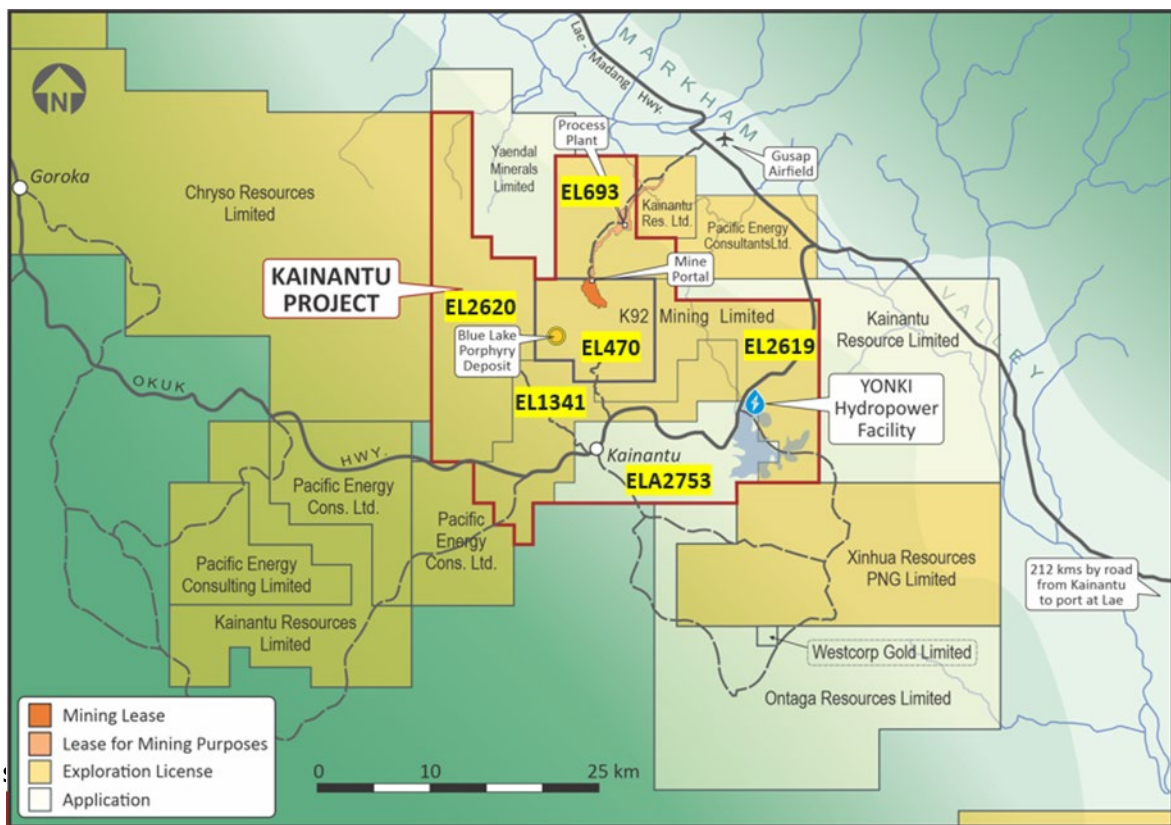 N
Lae - Madang Hwy.
MARKHAM
VALLEY
Goroka
Chryso Resources
Limited
Yaendal
Minerals
Limited
Process
Plant
EL693
Gusap
Airfield
Kainantu
Res. Ltd.
Pacific Energy
Consultants Ltd.
Mine
Portal
KAINANTU
PROJECT
EL2620
K92 Mining Limited
Blue Lake
Porphyry
Deposit
EL470
EL2619
Kainantu
Resource Limited
EL1341
YONKI
Hydropower
Facility
OKUK
HWY.
Kainantu
ELA2753
Pacific Energy
Cons. Ltd.
Pacific
Energy
Cons. Ltd.
Pacific Energy
Consulting Limited
Kainantu Resources
Limited
Xinhua Resources
PNG Limited
212 kms by road
from Kainantu
to port at Lae
Westcorp Gold Limited
Ontaga Resources Limited
Mining Lease
Lease for Mining Purposes
Exploration License
Application
0 10 25 km